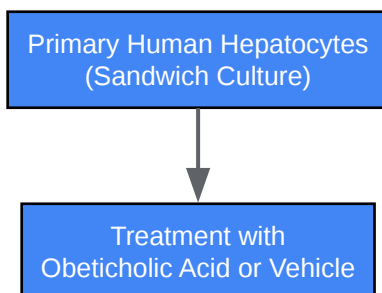 Primary Human Hepatocytes
(Sandwich Culture)
Treatment with
Obeticholic Acid or Vehicle